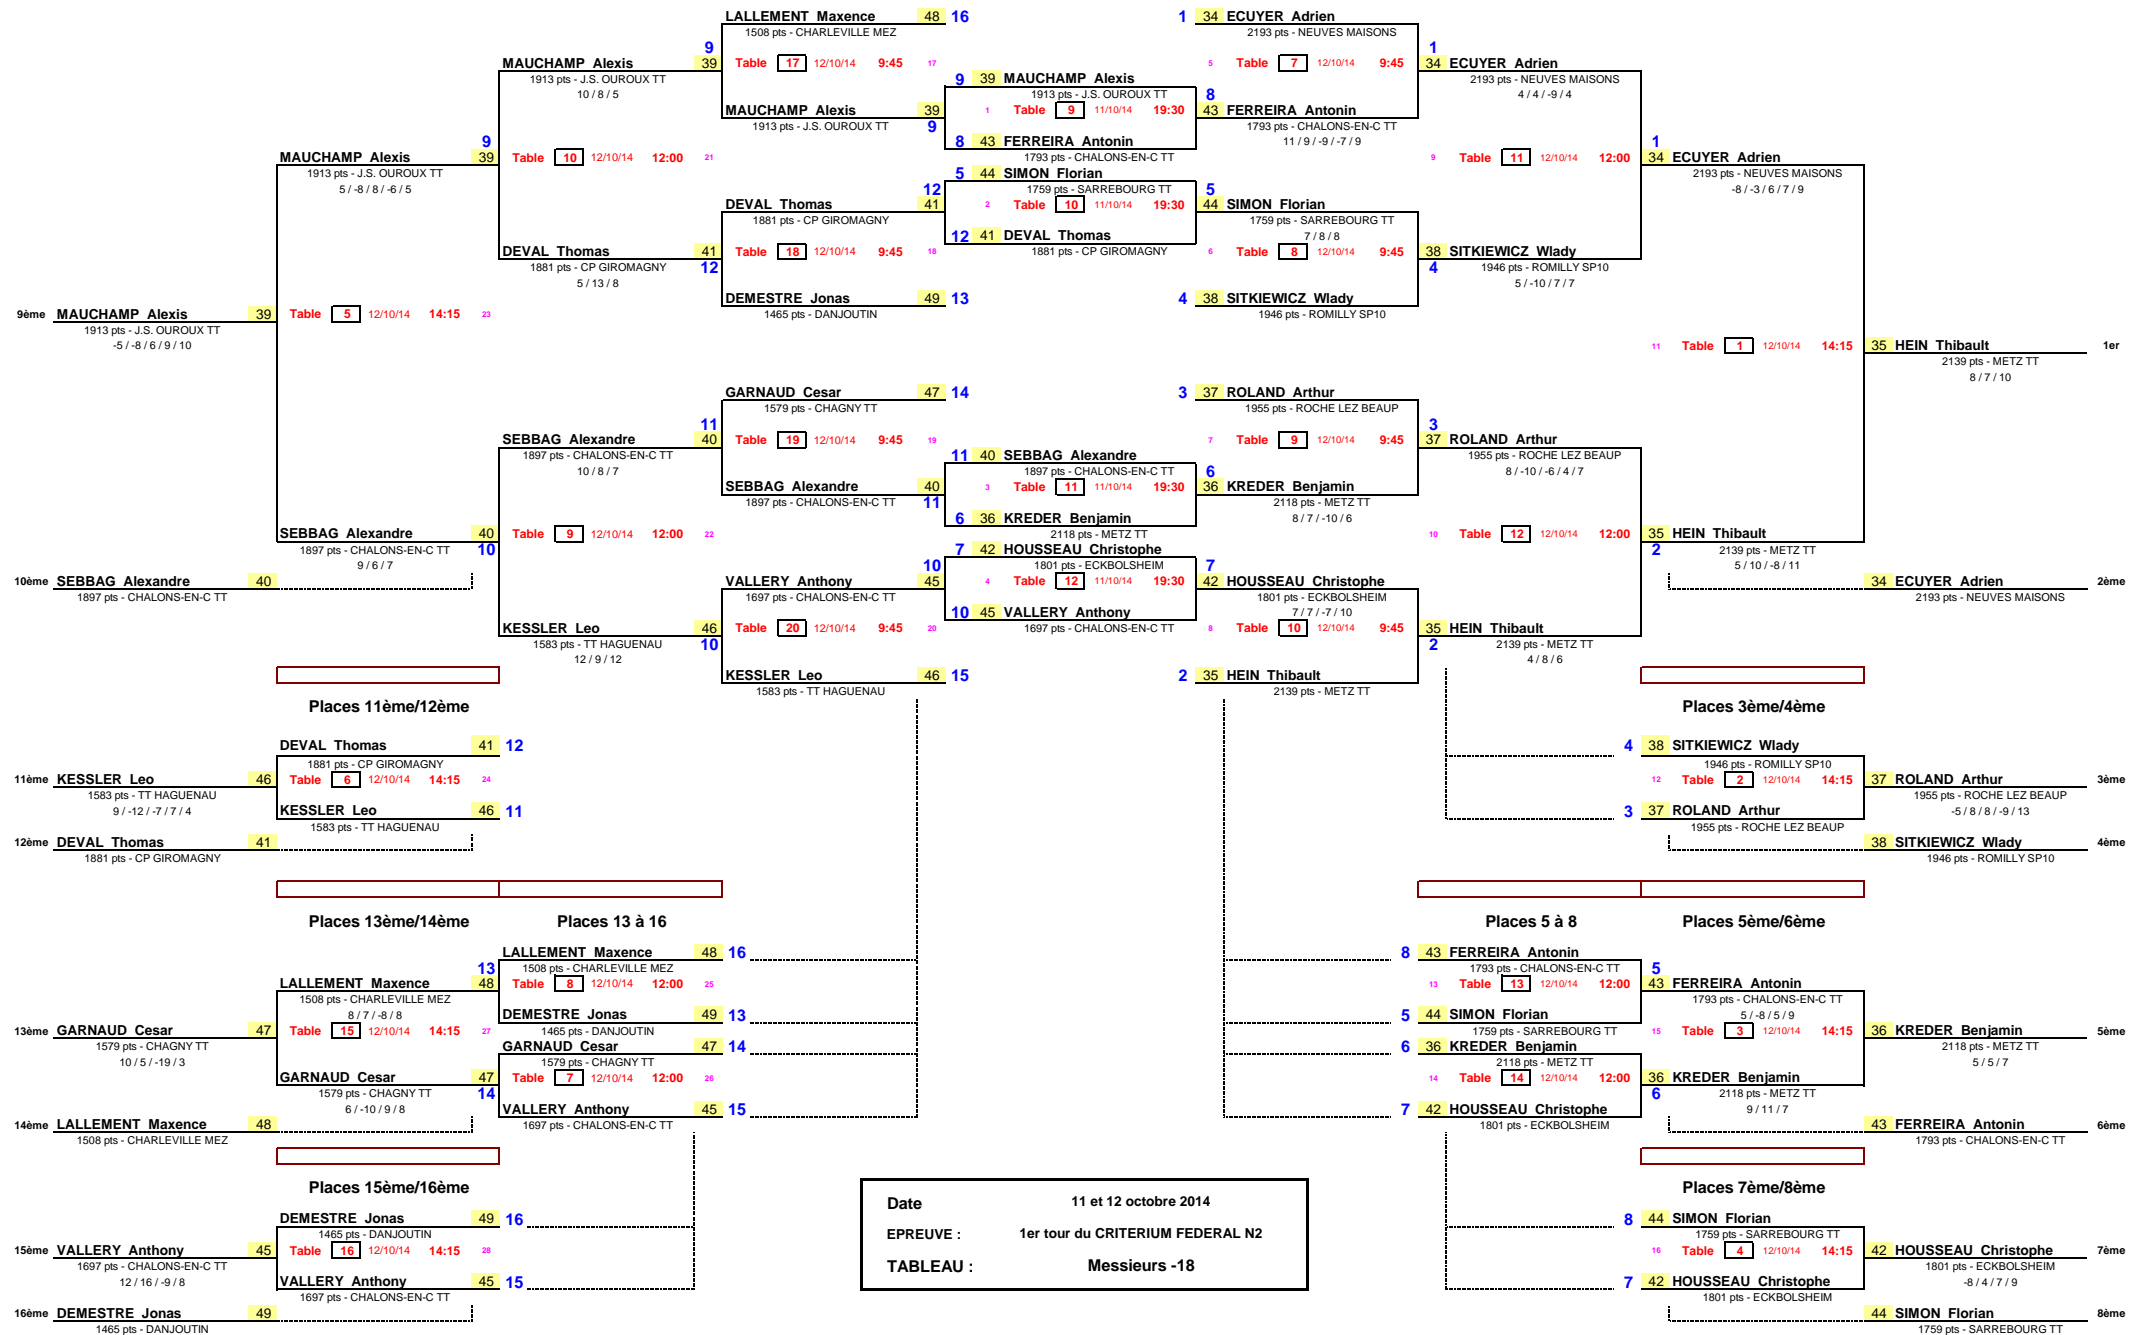 LALLEMENT Maxence 48 16 1 34 ECUYER Adrien
1508 pts - CHARLEVILLE MEZ 2193 pts - NEUVES MAISONS
9 1
MAUCHAMP Alexis 39 Table 17 12/10/14 9:45 17 5 Table 7 12/10/14 9:45 34 ECUYER Adrien
1913 pts - J.S. OUROUX TT 9 39 MAUCHAMP Alexis 2193 pts - NEUVES MAISONS
10 / 8 / 5 1913 pts - J.S. OUROUX TT 8 4 / 4 / -9 / 4
MAUCHAMP Alexis 39 1 Table 9 11/10/14 19:30 43 FERREIRA Antonin
1913 pts - J.S. OUROUX TT 9 1793 pts - CHALONS-EN-C TT
9 8 43 FERREIRA Antonin 11 / 9 / -9 / -7 / 9 1
MAUCHAMP Alexis 39 Table 10 12/10/14 12:00 21 1793 pts - CHALONS-EN-C TT 9 Table 11 12/10/14 12:00 34 ECUYER Adrien
1913 pts - J.S. OUROUX TT 5 44 SIMON Florian 2193 pts - NEUVES MAISONS
5 / -8 / 8 / -6 / 5 12 1759 pts - SARREBOURG TT 5 -8 / -3 / 6 / 7 / 9
DEVAL Thomas 41 2 Table 10 11/10/14 19:30 44 SIMON Florian
1881 pts - CP GIROMAGNY 1759 pts - SARREBOURG TT
12 41 DEVAL Thomas 7 / 8 / 8
DEVAL Thomas 41 Table 18 12/10/14 9:45 18 1881 pts - CP GIROMAGNY 6 Table 8 12/10/14 9:45 38 SITKIEWICZ Wlady
1881 pts - CP GIROMAGNY 12 4 1946 pts - ROMILLY SP10
5 / 13 / 8 5 / -10 / 7 / 7
DEMESTRE Jonas 49 13 4 38 SITKIEWICZ Wlady
9ème MAUCHAMP Alexis 39 Table 5 12/10/14 14:15 23 1465 pts - DANJOUTIN 1946 pts - ROMILLY SP10
1913 pts - J.S. OUROUX TT
-5 / -8 / 6 / 9 / 10 11 Table 1 12/10/14 14:15 35 HEIN Thibault 1er
2139 pts - METZ TT
8 / 7 / 10
GARNAUD Cesar 47 14 3 37 ROLAND Arthur
1579 pts - CHAGNY TT 1955 pts - ROCHE LEZ BEAUP
11 3
SEBBAG Alexandre 40 Table 19 12/10/14 9:45 19 7 Table 9 12/10/14 9:45 37 ROLAND Arthur
1897 pts - CHALONS-EN-C TT 11 40 SEBBAG Alexandre 1955 pts - ROCHE LEZ BEAUP
10 / 8 / 7 1897 pts - CHALONS-EN-C TT 6 8 / -10 / -6 / 4 / 7
SEBBAG Alexandre 40 3 Table 11 11/10/14 19:30 36 KREDER Benjamin
1897 pts - CHALONS-EN-C TT 11 2118 pts - METZ TT
6 36 KREDER Benjamin 8 / 7 / -10 / 6
SEBBAG Alexandre 40 Table 9 12/10/14 12:00 22 2118 pts - METZ TT 10 Table 12 12/10/14 12:00 35 HEIN Thibault
1897 pts - CHALONS-EN-C TT 10 7 42 HOUSSEAU Christophe 2 2139 pts - METZ TT
9 / 6 / 7 10 1801 pts - ECKBOLSHEIM 7 5 / 10 / -8 / 11
10ème SEBBAG Alexandre 40 VALLERY Anthony 45 4 Table 12 11/10/14 19:30 42 HOUSSEAU Christophe 34 ECUYER Adrien 2ème
1897 pts - CHALONS-EN-C TT 1697 pts - CHALONS-EN-C TT 1801 pts - ECKBOLSHEIM 2193 pts - NEUVES MAISONS
10 45 VALLERY Anthony 7 / 7 / -7 / 10
KESSLER Leo 46 Table 20 12/10/14 9:45 20 1697 pts - CHALONS-EN-C TT 8 Table 10 12/10/14 9:45 35 HEIN Thibault
1583 pts - TT HAGUENAU 10 2 2139 pts - METZ TT
12 / 9 / 12 4 / 8 / 6
KESSLER Leo 46 15 2 35 HEIN Thibault
1583 pts - TT HAGUENAU 2139 pts - METZ TT
Places 11ème/12ème Places 3ème/4ème
DEVAL Thomas 41 12 4 38 SITKIEWICZ Wlady
1881 pts - CP GIROMAGNY 1946 pts - ROMILLY SP10
11ème KESSLER Leo 46 Table 6 12/10/14 14:15 24 12 Table 2 12/10/14 14:15 37 ROLAND Arthur 3ème
1583 pts - TT HAGUENAU 1955 pts - ROCHE LEZ BEAUP
9 / -12 / -7 / 7 / 4 KESSLER Leo 46 11 3 37 ROLAND Arthur -5 / 8 / 8 / -9 / 13
1583 pts - TT HAGUENAU 1955 pts - ROCHE LEZ BEAUP
12ème DEVAL Thomas 41 38 SITKIEWICZ Wlady 4ème
1881 pts - CP GIROMAGNY 1946 pts - ROMILLY SP10
Places 13ème/14ème Places 13 à 16 Places 5 à 8 Places 5ème/6ème
LALLEMENT Maxence 48 16 8 43 FERREIRA Antonin
13 1508 pts - CHARLEVILLE MEZ 1793 pts - CHALONS-EN-C TT 5
LALLEMENT Maxence 48 Table 8 12/10/14 12:00 25 13 Table 13 12/10/14 12:00 43 FERREIRA Antonin
1508 pts - CHARLEVILLE MEZ 1793 pts - CHALONS-EN-C TT
8 / 7 / -8 / 8 DEMESTRE Jonas 49 13 5 44 SIMON Florian 5 / -8 / 5 / 9
13ème GARNAUD Cesar 47 Table 15 12/10/14 14:15 27 1465 pts - DANJOUTIN 1759 pts - SARREBOURG TT 15 Table 3 12/10/14 14:15 36 KREDER Benjamin 5ème
1579 pts - CHAGNY TT GARNAUD Cesar 47 14 6 36 KREDER Benjamin 2118 pts - METZ TT
10 / 5 / -19 / 3 1579 pts - CHAGNY TT 2118 pts - METZ TT 5 / 5 / 7
GARNAUD Cesar 47 Table 7 12/10/14 12:00 26 14 Table 14 12/10/14 12:00 36 KREDER Benjamin
1579 pts - CHAGNY TT 14 6 2118 pts - METZ TT
6 / -10 / 9 / 8 VALLERY Anthony 45 15 7 42 HOUSSEAU Christophe 9 / 11 / 7
14ème LALLEMENT Maxence 48 1697 pts - CHALONS-EN-C TT 1801 pts - ECKBOLSHEIM 43 FERREIRA Antonin 6ème
1508 pts - CHARLEVILLE MEZ 1793 pts - CHALONS-EN-C TT
Places 15ème/16ème Places 7ème/8ème
Date 11 et 12 octobre 2014
DEMESTRE Jonas 49 16 8 44 SIMON Florian
1465 pts - DANJOUTIN EPREUVE : 1er tour du CRITERIUM FEDERAL N2 1759 pts - SARREBOURG TT
15ème VALLERY Anthony 45 Table 16 12/10/14 14:15 28 16 Table 4 12/10/14 14:15 42 HOUSSEAU Christophe 7ème
1697 pts - CHALONS-EN-C TT TABLEAU : Messieurs -18 1801 pts - ECKBOLSHEIM
12 / 16 / -9 / 8 VALLERY Anthony 45 15 7 42 HOUSSEAU Christophe -8 / 4 / 7 / 9
1697 pts - CHALONS-EN-C TT 1801 pts - ECKBOLSHEIM
16ème DEMESTRE Jonas 49 44 SIMON Florian 8ème
1465 pts - DANJOUTIN 1759 pts - SARREBOURG TT